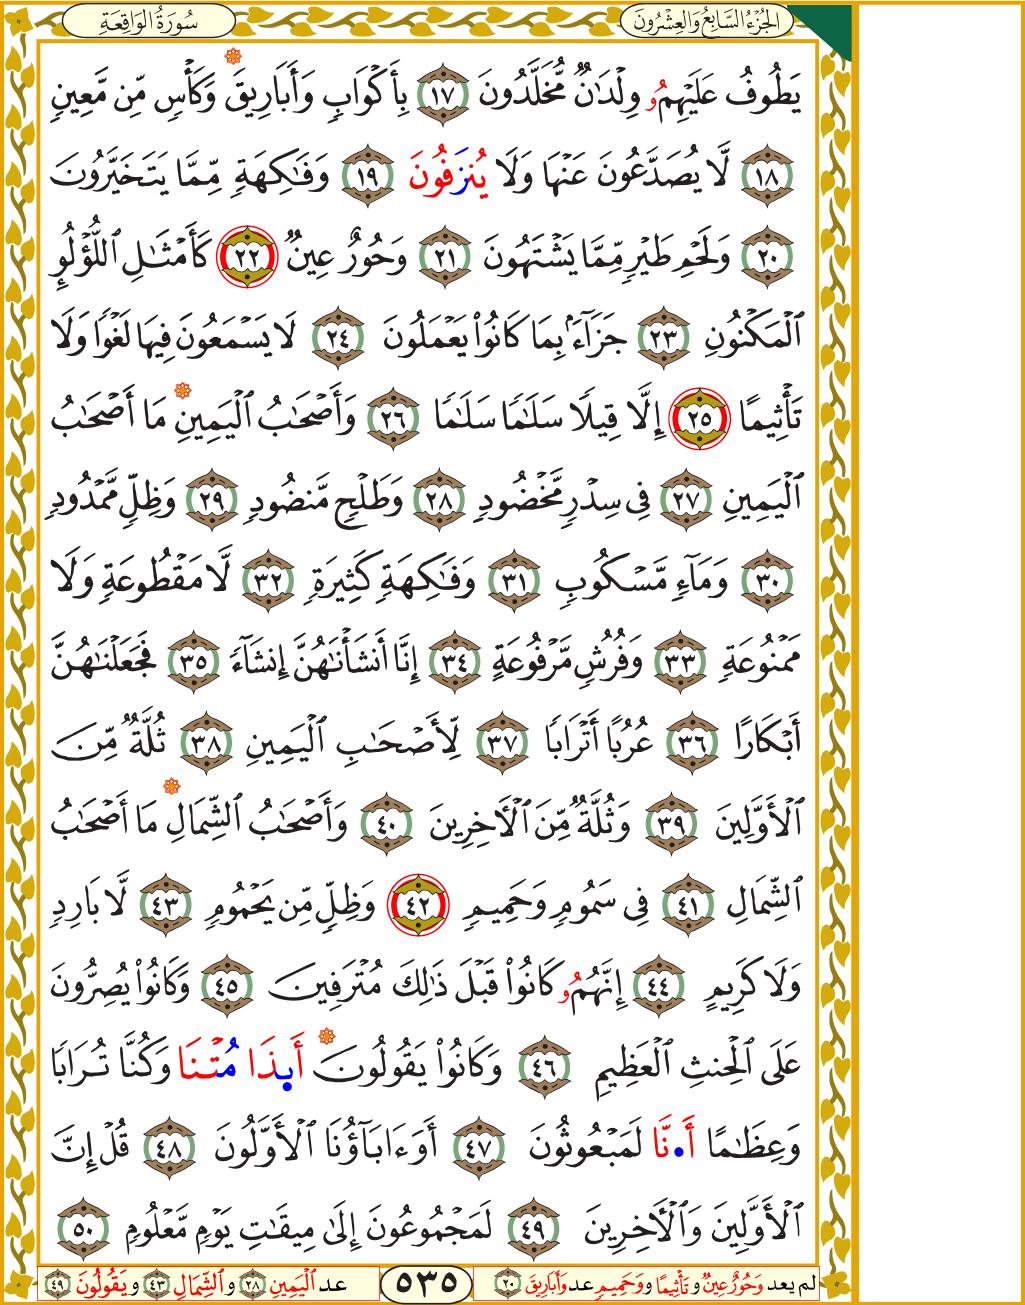 الجُزْءُ السَّابِعُ وَالعِشْرُونَ
سُورَةُ الوَاقِعَةِ
يَطُوفُ عَلَيْهِمُۥ وِلْدَٰنٌ مُّخَلَّدُونَ ١٧ بِأَكْوَابٍ وَأَبَارِيقَ وَكَأْسٍ مِّن مَّعِينٍ
١٨ لَّا يُصَدَّعُونَ عَنْهَا وَلَا يُنزَفُونَ ١٩ وَفَٰكِهَةٍ مِّمَّا يَتَخَيَّرُونَ
٢٠ وَلَحْمِ طَيْرٍ مِّمَّا يَشْتَهُونَ ٢١ وَحُورٌ عِينٌ ٢٢ كَأَمْثَٰلِ ٱللُّؤْلُوِٕ
ٱلْمَكْنُونِ ٢٣ جَزَآءَۢ بِمَا كَانُوا۟ يَعْمَلُونَ ٢٤ لَا يَسْمَعُونَ فِيهَا لَغْوًا وَلَا
تَأْثِيمًا ٢٥ إِلَّا قِيلًا سَلَٰمًا سَلَٰمًا ٢٦ وَأَصْحَٰبُ ٱلْيَمِينِ مَا أَصْحَٰبُ
ٱلْيَمِينِ ٢٧ فِى سِدْرٍ مَّخْضُودٍ ٢٨ وَطَلْحٍ مَّنضُودٍ ٢٩ وَظِلٍّ مَّمْدُودٍ
٣٠ وَمَآءٍ مَّسْكُوبٍ ٣١ وَفَٰكِهَةٍ كَثِيرَةٍ ٣٢ لَّا مَقْطُوعَةٍ وَلَا
مَمْنُوعَةٍ ٣٣ وَفُرُشٍ مَّرْفُوعَةٍ ٣٤ إِنَّا أَنشَأْنَٰهُنَّ إِنشَآءً ٣٥ فَجَعَلْنَٰهُنَّ
أَبْكَارًا ٣٦ عُرُبًا أَتْرَابًا ٣٧ لِّأَصْحَٰبِ ٱلْيَمِينِ ٣٨ ثُلَّةٌ مِّنَ
ٱلْأَوَّلِينَ ٣٩ وَثُلَّةٌ مِّنَ ٱلْأَخِرِينَ ٤٠ وَأَصْحَٰبُ ٱلشِّمَالِ مَا أَصْحَٰبُ
ٱلشِّمَالِ ٤١ فِى سَمُومٍ وَحَمِيمٍ ٤٢ وَظِلٍّ مِّن يَحْمُومٍ ٤٣ لَّا بَارِدٍ
وَلَا كَرِيمٍ ٤٤ إِنَّهُمُۥ كَانُوا۟ قَبْلَ ذَٰلِكَ مُتْرَفِينَ ٤٥ وَكَانُوا۟ يُصِرُّونَ
عَلَى ٱلْحِنثِ ٱلْعَظِيمِ ٤٦ وَكَانُوا۟ يَقُولُونَ أَىِٕذَا مُتْنَا وَكُنَّا تُرَابًا
وَعِظَٰمًا أَ•نَّا لَمَبْعُوثُونَ ٤٧ أَوَءَابَآؤُنَا ٱلْأَوَّلُونَ ٤٨ قُلْ إِنَّ
ٱلْأَوَّلِينَ وَٱلْأَخِرِينَ ٤٩ لَمَجْمُوعُونَ إِلَىٰ مِيقَٰتِ يَوْمٍ مَّعْلُومٍ ٥٠
لم يعد وَحُورٌ عِينٌ و تَأْثِيمًا و وَحَمِيمٍ عد وَأَبَارِيقَ ٢٠
٥٣٥
عد ٱلْيَمِينِ ٢٨ و ٱلشِّمَالِ ٤٣ و يَقُولُونَ ٤٩